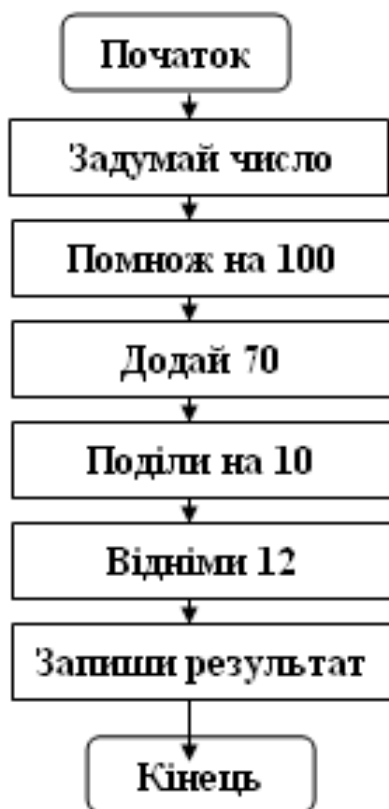 Початок
Задумай число
Помнож на 100
Додай 70
Поділи на 10
Відніми 12
Запиши результат
Кінець